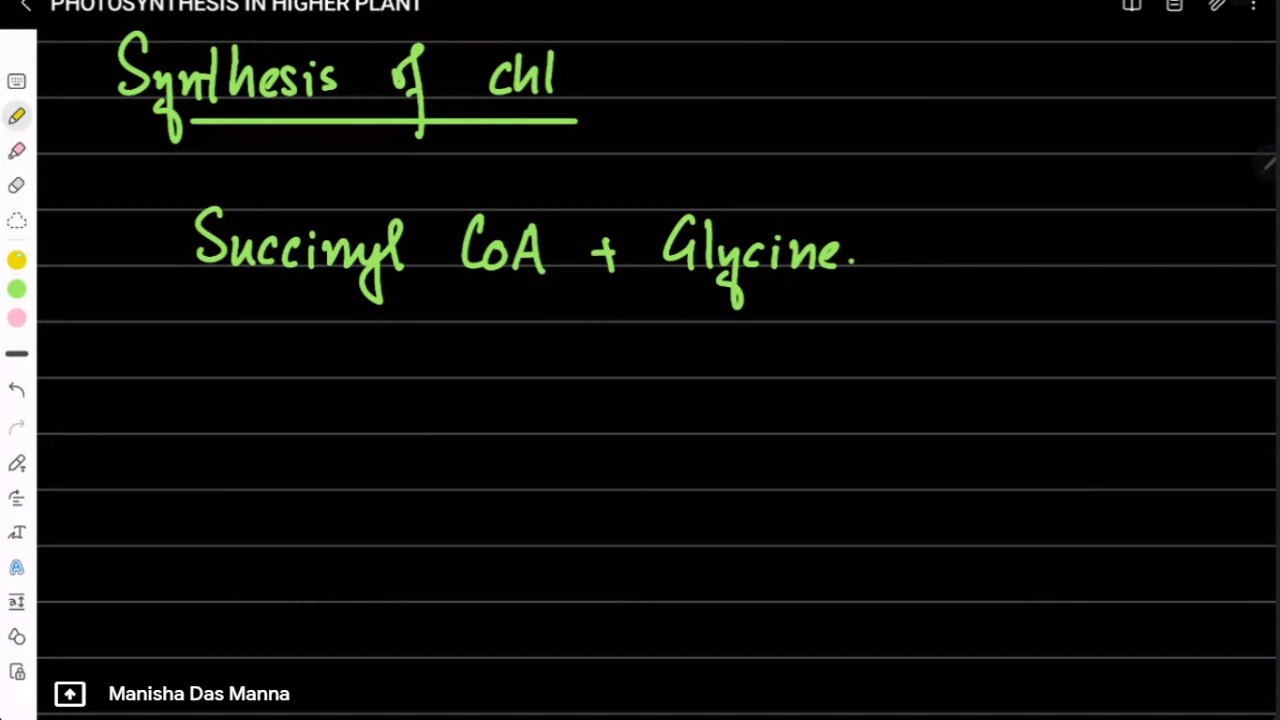 PHOTOSYNTHESIS IN HIGHER PLANT
Synthesis of chl
Succinyl CoA + Glycine.
Manisha Das Manna